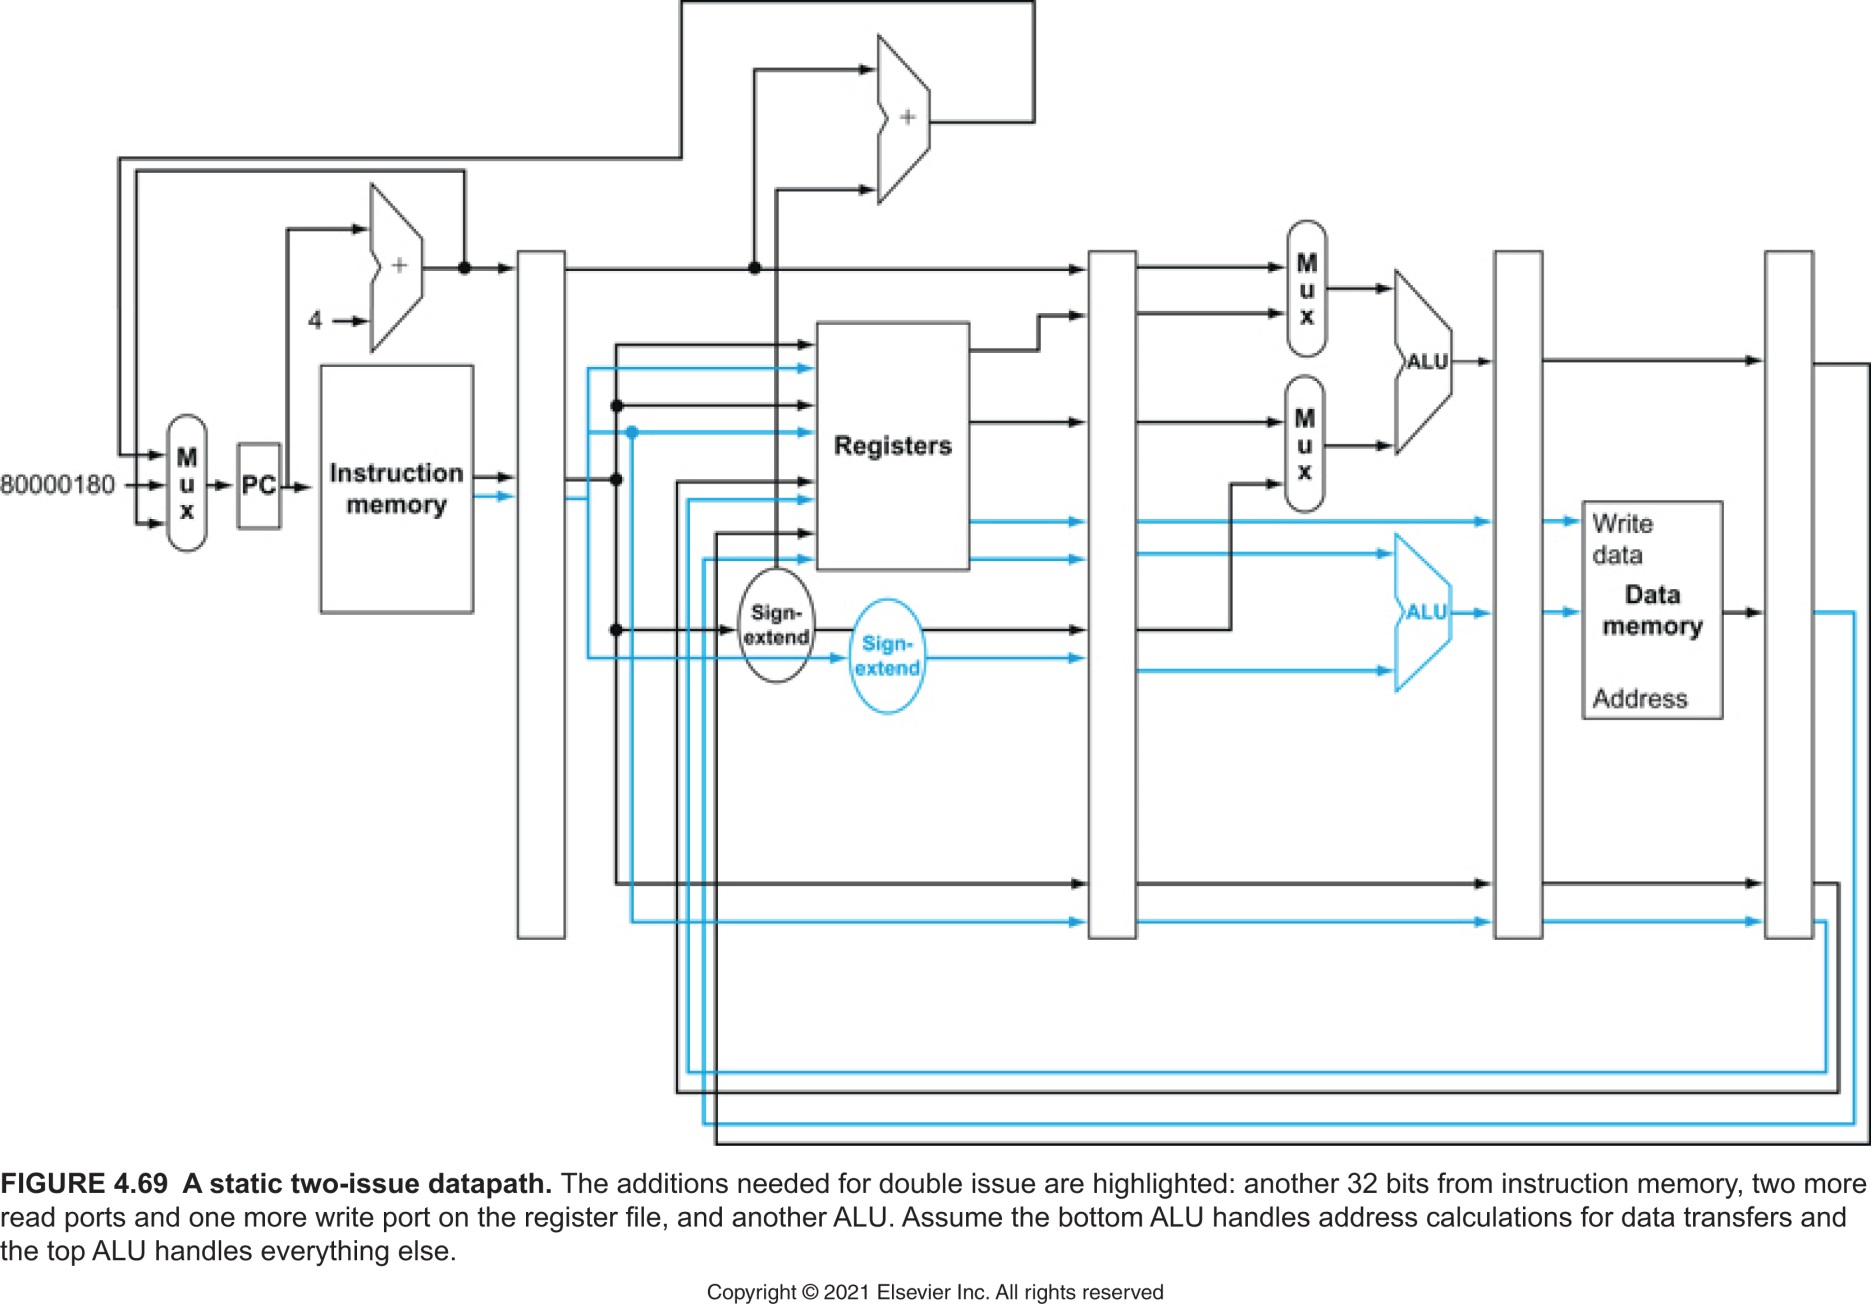 +
+
4
M
u
x
ALU
M
u
x
Registers
M
u
x
80000180
PC
Instruction
memory
Write
data
Data
memory
Address
ALU
Sign-
extend
Sign-
extend
FIGURE 4.69 A static two-issue datapath. The additions needed for double issue are highlighted: another 32 bits from instruction memory, two more
read ports and one more write port on the register file, and another ALU. Assume the bottom ALU handles address calculations for data transfers and
the top ALU handles everything else.
Copyright © 2021 Elsevier Inc. All rights reserved